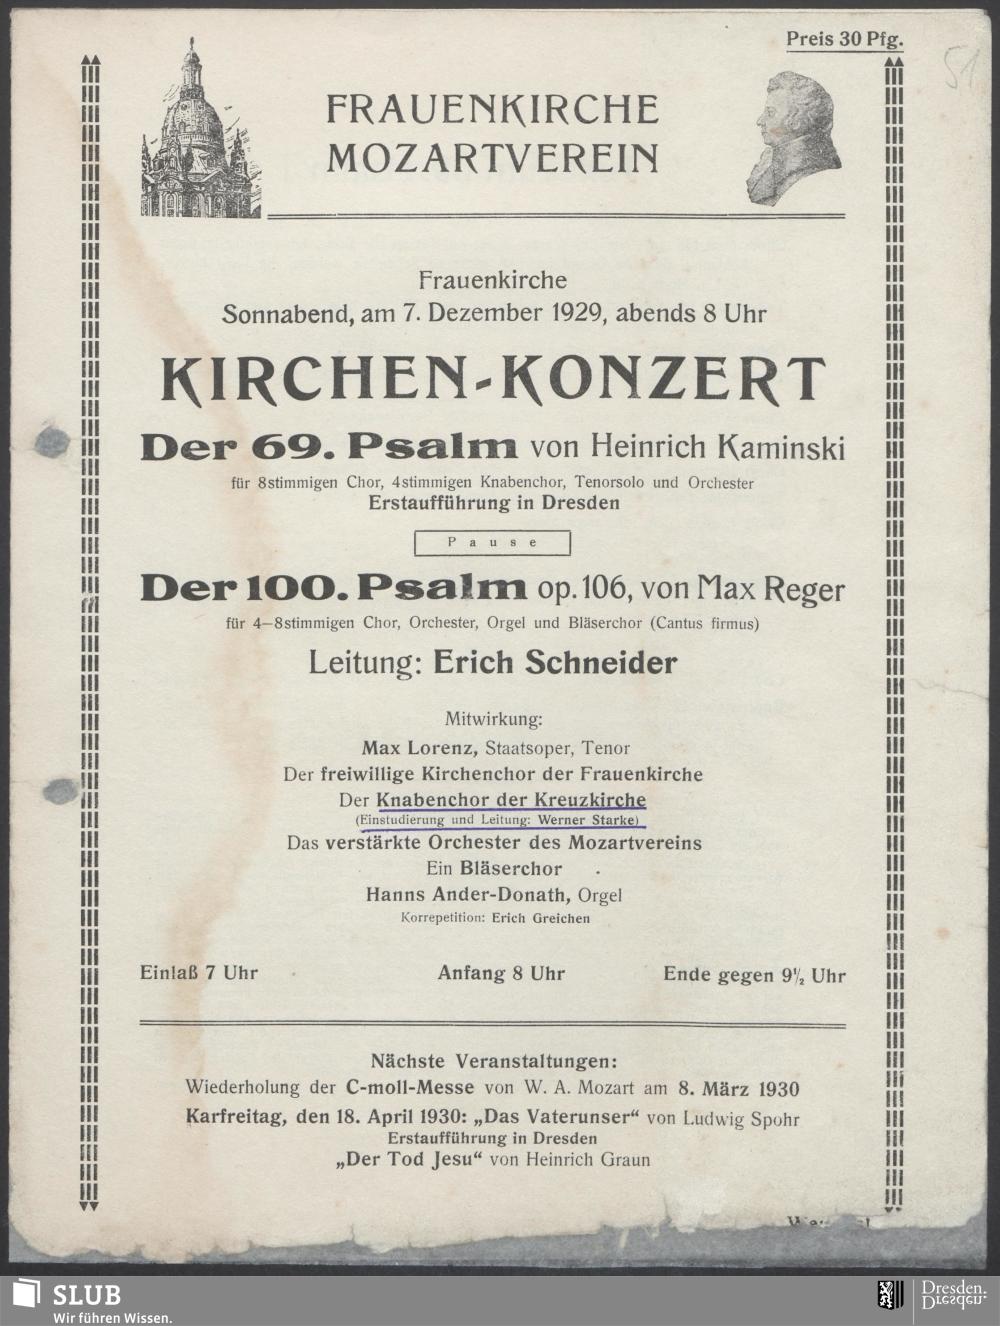 Preis 30 Pfg.
51
FRAUENKIRCHE
MOZARTVEREIN
Frauenkirche
Sonnabend, am 7. Dezember 1929, abends 8 Uhr
KIRCHEN-KONZERT
Der 69. Psalm von Heinrich Kaminski
für 8stimmigen Chor, 4stimmigen Knabenchor, Tenorsolo und Orchester
Erstaufführung in Dresden
Pause
Der 100. Psalm op. 106, von Max Reger
für 4—8stimmigen Chor, Orchester, Orgel und Bläserchor (Cantus firmus)
Leitung: Erich Schneider
Mitwirkung:
Max Lorenz, Staatsoper, Tenor
Der freiwillige Kirchenchor der Frauenkirche
Der Knabenchor der Kreuzkirche
(Einstudierung und Leitung: Werner Starke)
Das verstärkte Orchester des Mozartvereins
Ein Bläserchor
Hanns Ander-Donath, Orgel
Korrepetition: Erich Greichen
Einlaß 7 Uhr Anfang 8 Uhr Ende gegen 9½ Uhr
Nächste Veranstaltungen:
Wiederholung der C-moll-Messe von W. A. Mozart am 8. März 1930
Karfreitag, den 18. April 1930: „Das Vaterunser“ von Ludwig Spohr
Erstaufführung in Dresden
„Der Tod Jesu“ von Heinrich Graun
SLUB
Wir führen Wissen.
Dresden.
Dresden.